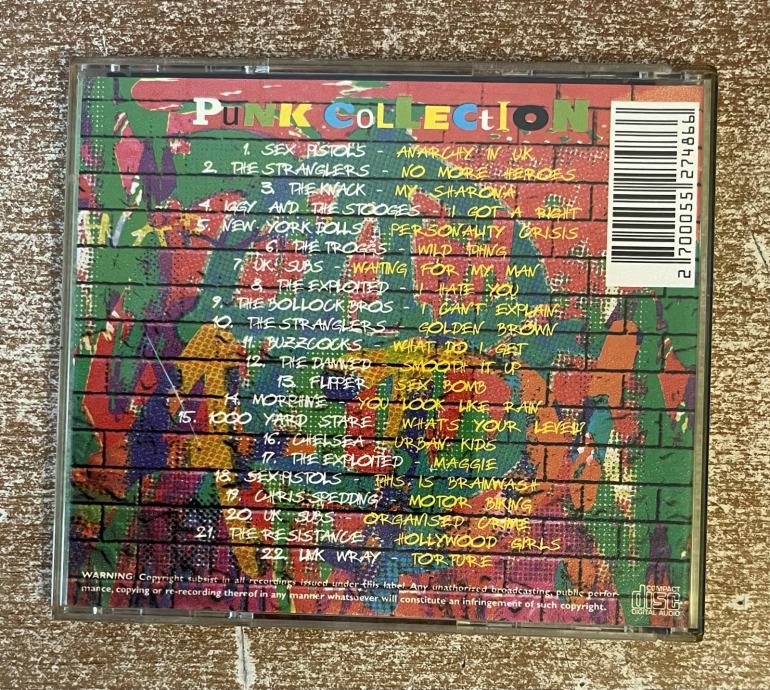 PuNK COLLECtION
1. SEX PISTOLS ANARCHY IN UK
2. THE STRANGLERS - NO MORE HEROES
3. THE KNACK - MY SHARONA
4. IGGY AND THE STOOGES - I GOT A RIGHT
5. NEW YORK DOLLS - PERSONALITY CRISIS
6. THE TROGGS - WILD THING
7. UK SUBS - WAITING FOR MY MAN
8. THE EXPLOITED - I HATE YOU
9. THE BOLLOCK BROS - I CAN'T EXPLAIN
10. THE STRANGLERS - GOLDEN BROWN
11. BUZZCOCKS WHAT DO I GET
12. THE DAMNED SMOOTH IT UP
13. FLIPPER SEX BOMB
14. MORPHINE YOU LOOK LIKE RAIN
15. 1000 YARD STARE WHATS YOUR LEVEL?
16. CHELSEA - URBAN KIDS
17. THE EXPLOITED MAGGIE
18. SEX PISTOLS - THIS IS BRAINWASH
19. CHRIS SPEDDING - MOTOR BIKING
20. UK SUBS - ORGANISED CRIME
21. THE RESISTANCE HOLLYWOOD GIRLS
22. LINK WRAY TORTURE
2 700055 274866
WARNING: Copyright subsist in all recordings issued under this label. Any unauthorized broadcasting, public perfor-
mance, copying or re-recording thereof in any manner whatsoever will constitute an infringement of such copyright.
COMPACT
disc
DIGITAL AUDIO